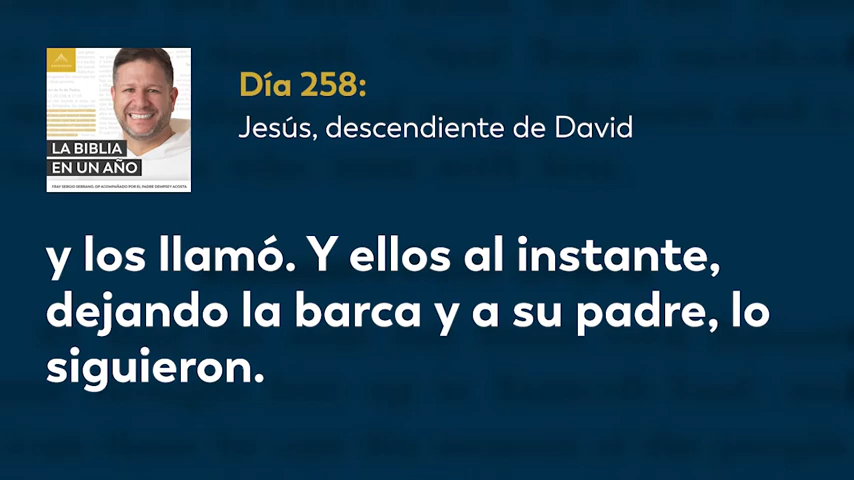 Día 258:
Jesús, descendiente de David
LA BIBLIA
EN UN AÑO
y los llamó. Y ellos al instante,
dejando la barca y a su padre, lo
siguieron.